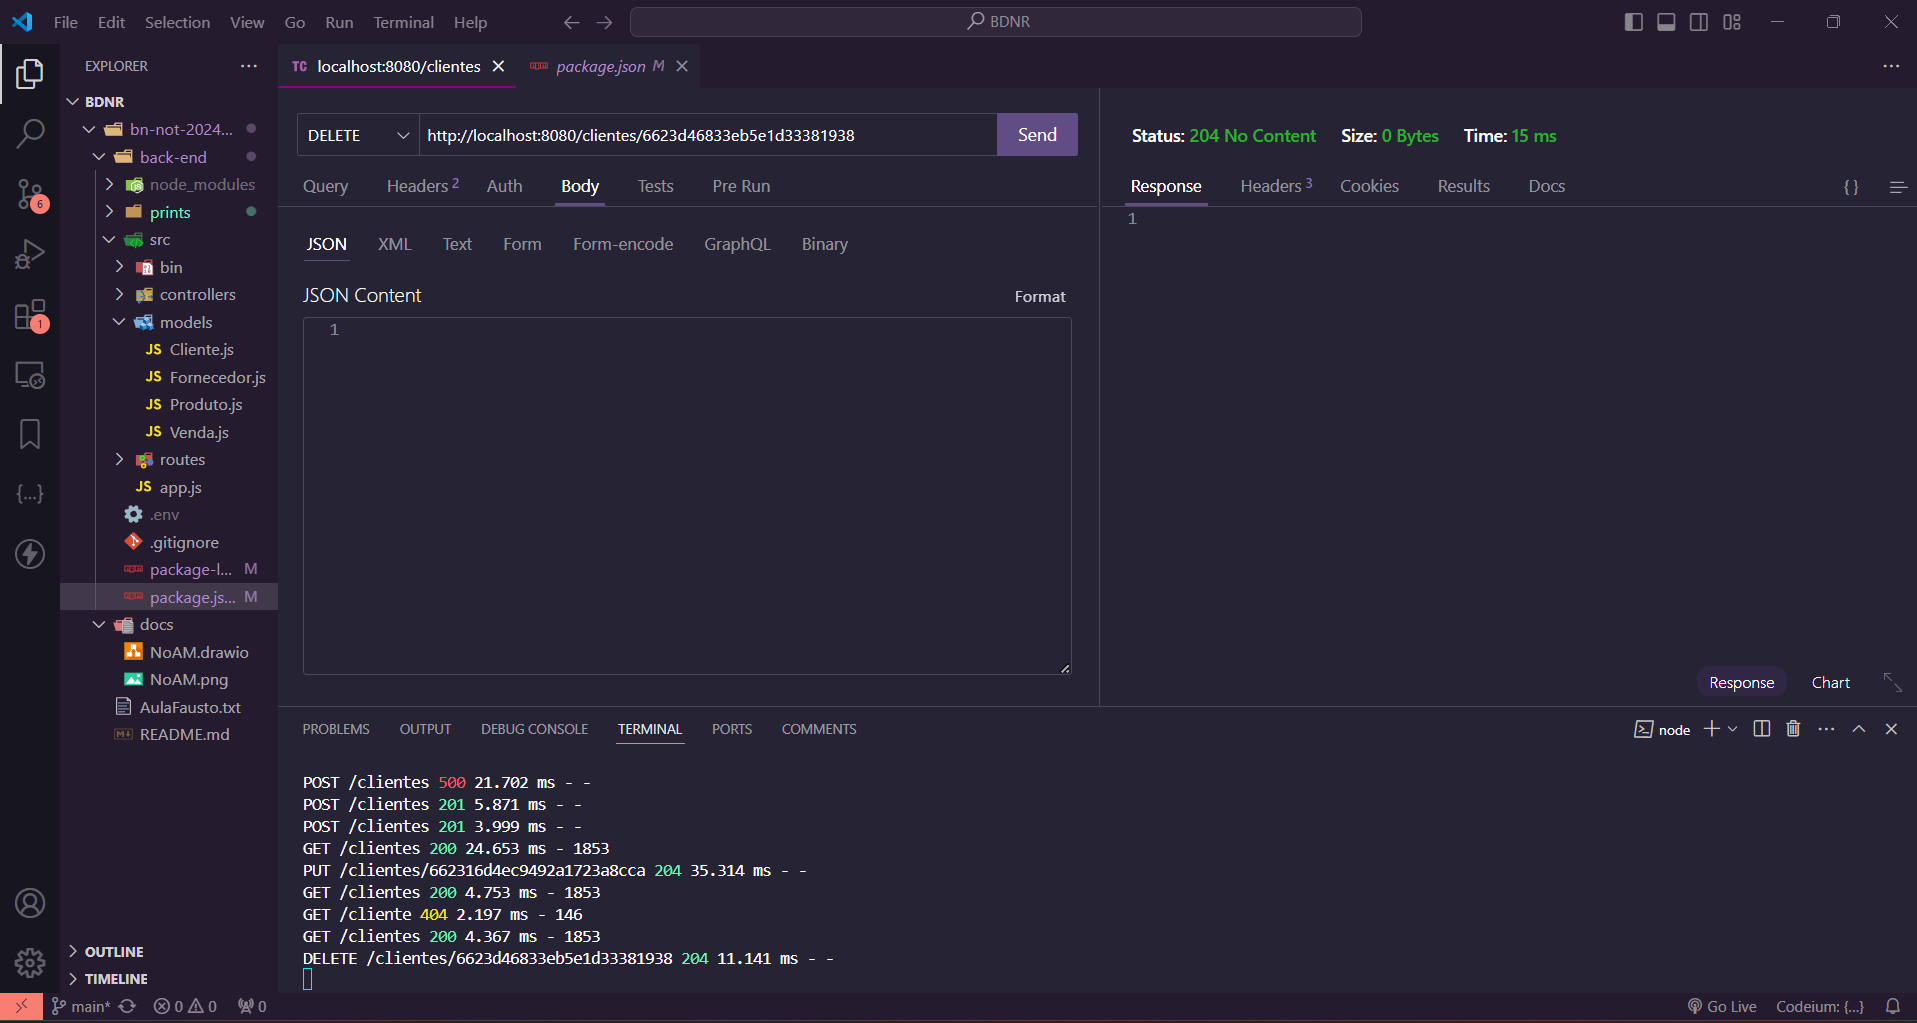 File Edit Selection View Go Run Terminal Help
BDNR
EXPLORER
BDNR
bn-not-2024...
back-end
node_modules
prints
src
bin
controllers
models
JS Cliente.js
JS Fornecedor.js
JS Produto.js
JS Venda.js
routes
JS app.js
.env
.gitignore
package-l... M
package.js... M
docs
NoAM.drawio
NoAM.png
AulaFausto.txt
README.md
OUTLINE
TIMELINE
6
1
TC localhost:8080/clientes
package.json M
DELETE
http://localhost:8080/clientes/6623d46833eb5e1d33381938
Send
Query Headers 2 Auth Body Tests Pre Run
JSON XML Text Form Form-encode GraphQL Binary
JSON Content
Format
1
Status: 204 No Content Size: 0 Bytes Time: 15 ms
Response Headers 3 Cookies Results Docs
{ }
1
Response Chart
PROBLEMS OUTPUT DEBUG CONSOLE TERMINAL PORTS COMMENTS
node
POST /clientes 500 21.702 ms - -
POST /clientes 201 5.871 ms - -
POST /clientes 201 3.999 ms - -
GET /clientes 200 24.653 ms - 1853
PUT /clientes/662316d4ec9492a1723a8cca 204 35.314 ms - -
GET /clientes 200 4.753 ms - 1853
GET /cliente 404 2.197 ms - 146
GET /clientes 200 4.367 ms - 1853
DELETE /clientes/6623d46833eb5e1d33381938 204 11.141 ms - -
main* 0 0 0
Go Live Codeium: {...}